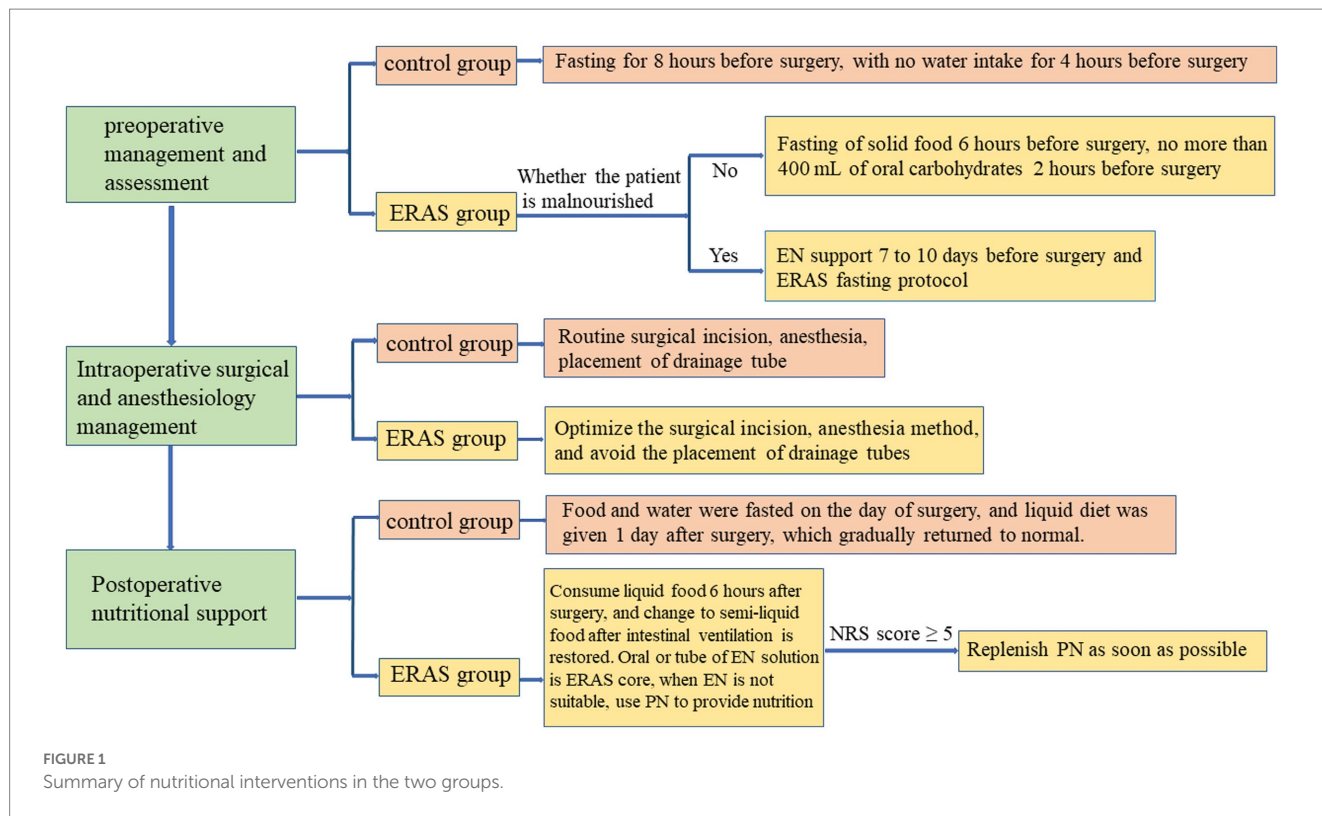 control group
Fasting for 8 hours before surgery, with no water intake for 4 hours before surgery
preoperative
management and
assessment
Whether the patient
is malnourished
No
Fasting of solid food 6 hours before surgery, no more than
400 mL of oral carbohydrates 2 hours before surgery
ERAS group
Yes
EN support 7 to 10 days before surgery and
ERAS fasting protocol
Intraoperative surgical
and anesthesiology
management
control group
Routine surgical incision, anesthesia,
placement of drainage tube
ERAS group
Optimize the surgical incision, anesthesia method,
and avoid the placement of drainage tubes
Postoperative
nutritional support
control group
Food and water were fasted on the day of surgery, and liquid diet was
given 1 day after surgery, which gradually returned to normal.
ERAS group
Consume liquid food 6 hours after
surgery, and change to semi-liquid
food after intestinal ventilation is
restored. Oral or tube of EN solution
is ERAS core, when EN is not
suitable, use PN to provide nutrition
NRS score ≥ 5
Replenish PN as soon as possible
FIGURE 1
Summary of nutritional interventions in the two groups.